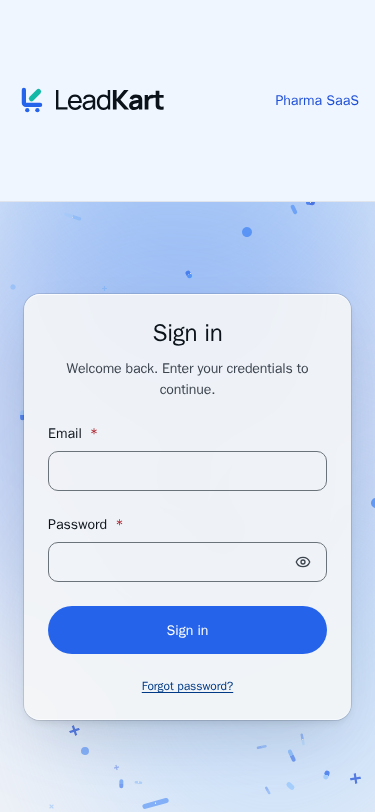 LeadKart
Pharma SaaS
Sign in
Welcome back. Enter your credentials to
continue.
Email *
Password *
Sign in
Forgot password?